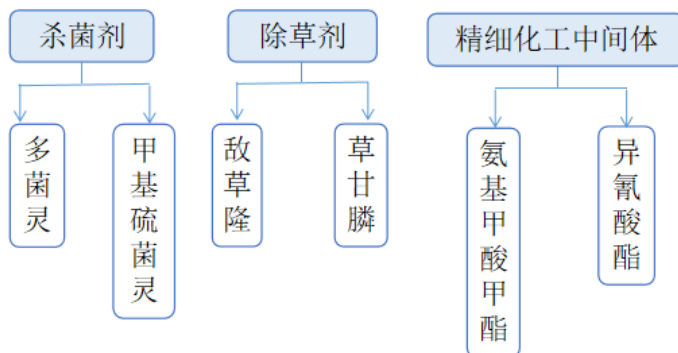 杀菌剂
除草剂
精细化工中间体
多菌灵
甲基硫菌灵
敌草隆
草甘膦
氨基甲酸甲酯
异氰酸酯